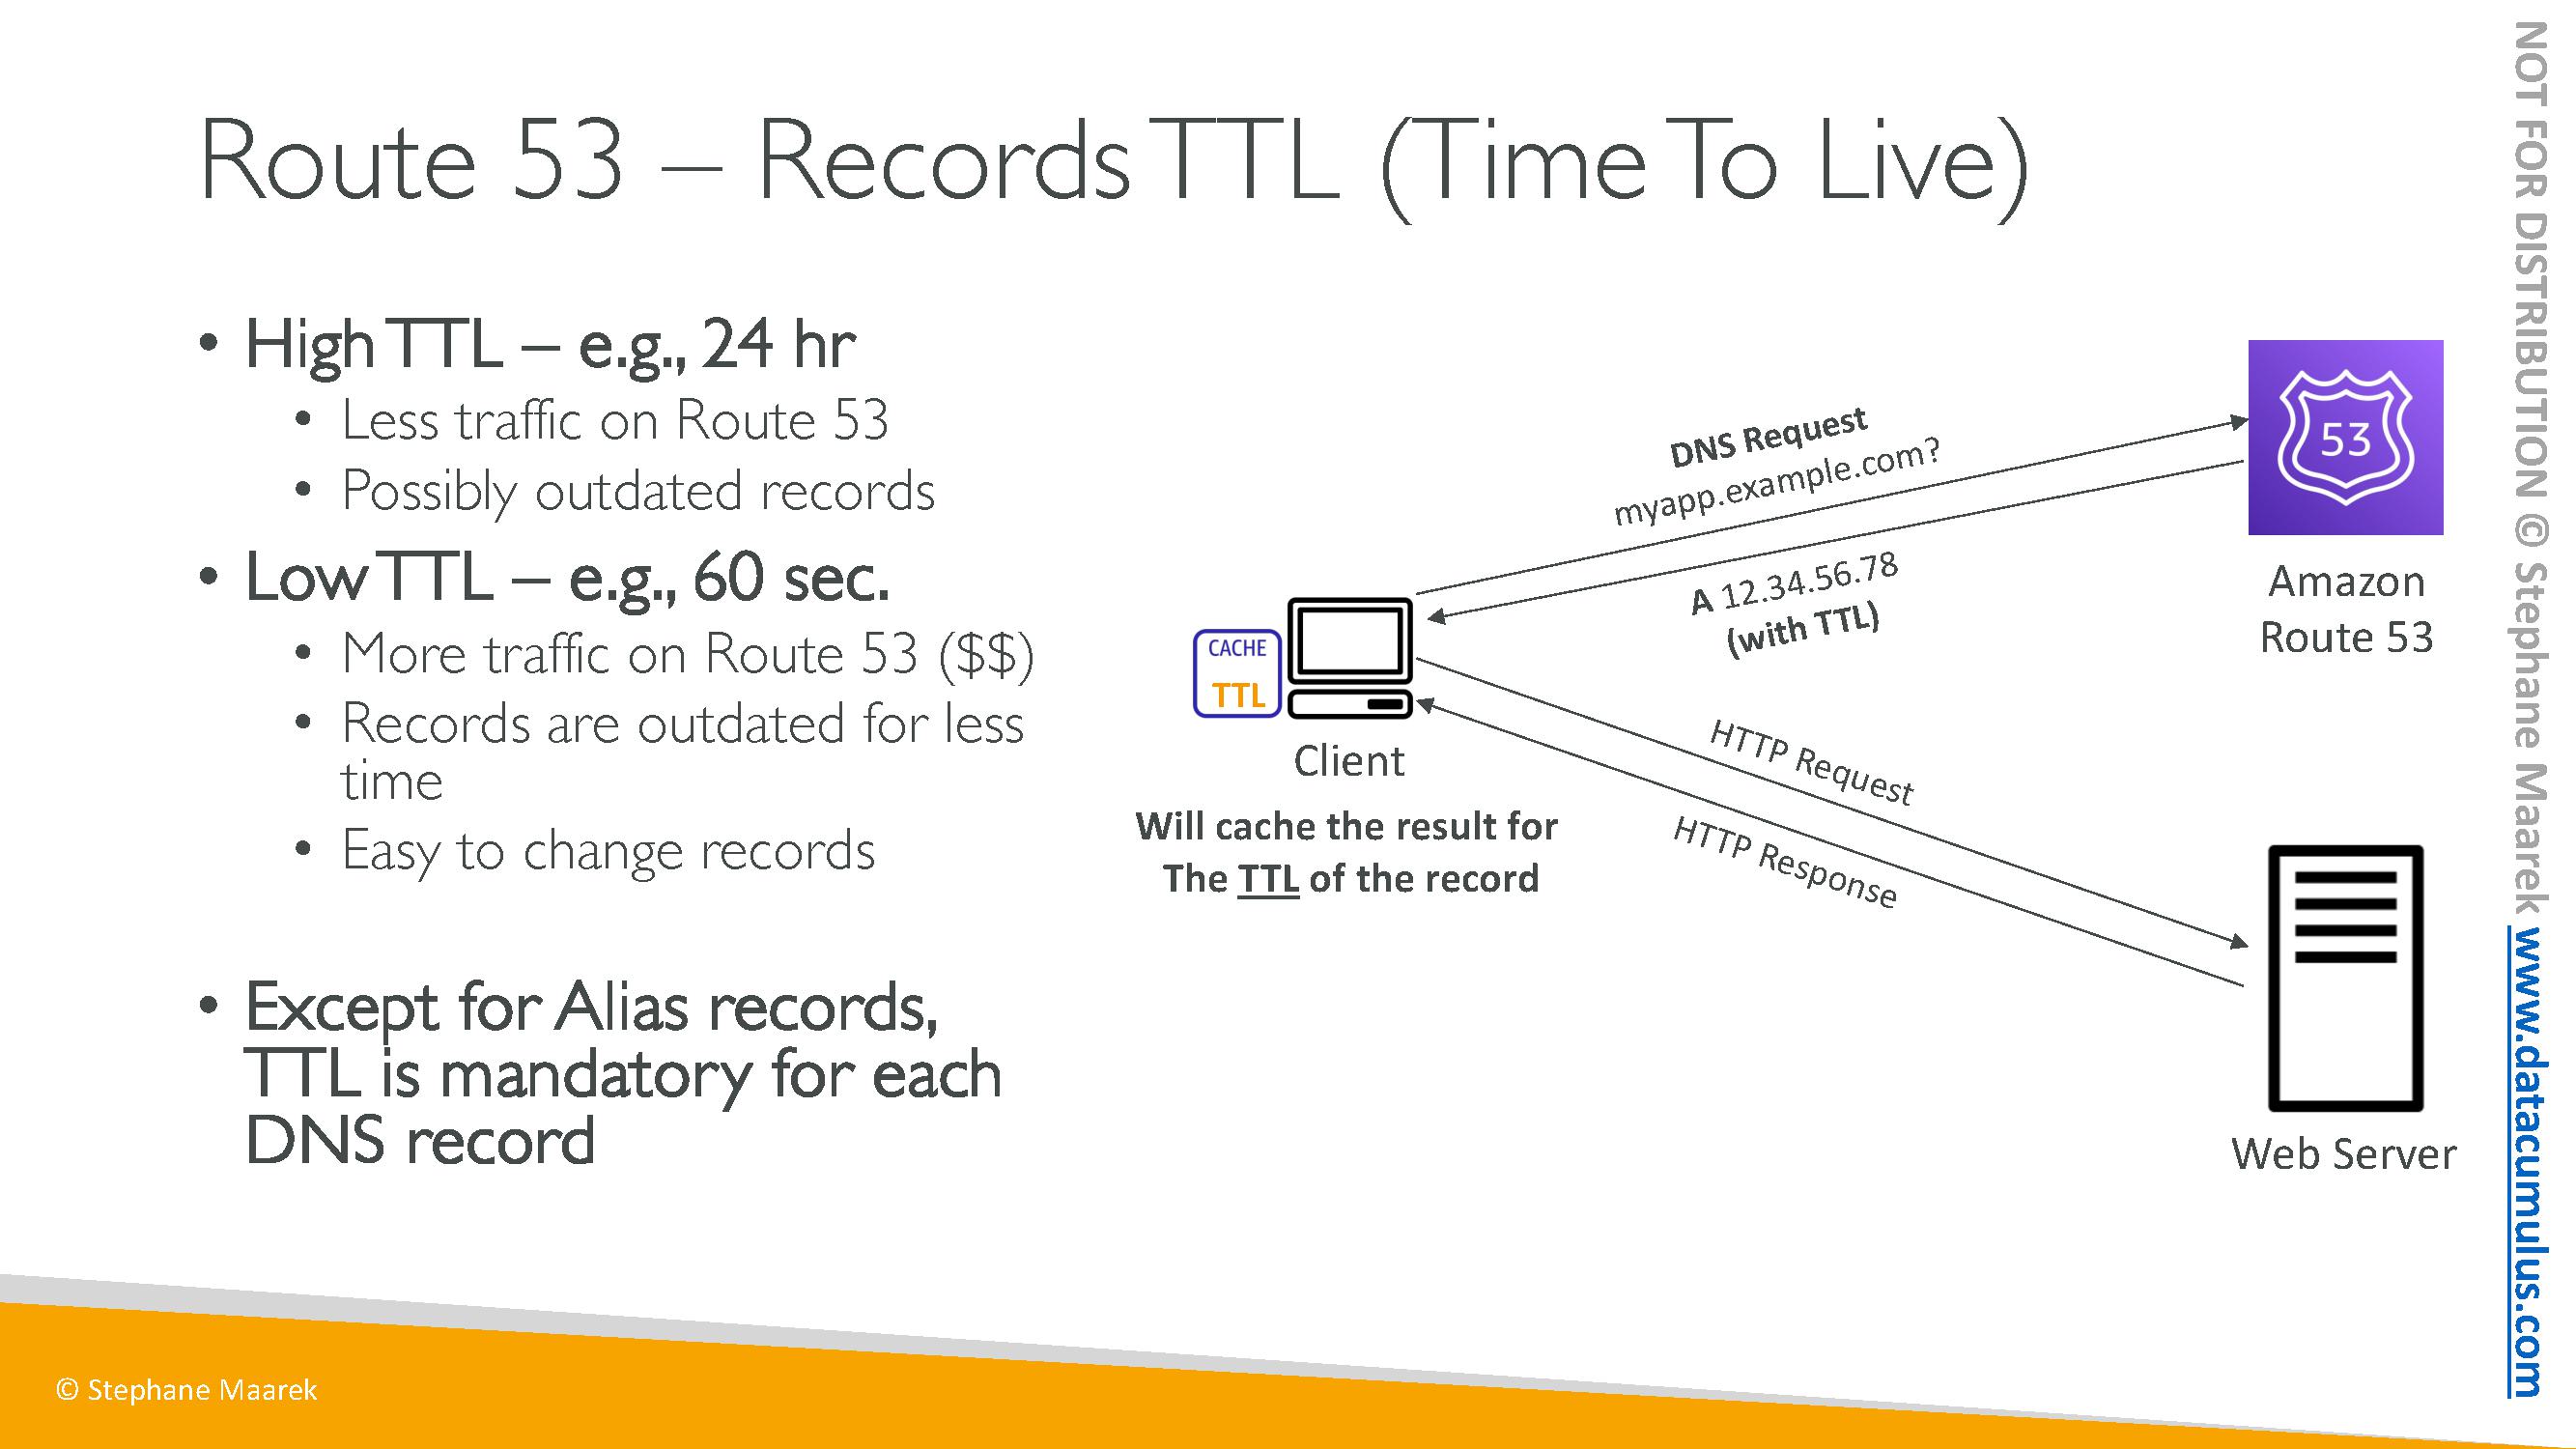 Route 53 – Records TTL (Time To Live)
• High TTL – e.g., 24 hr
• Less traffic on Route 53
• Possibly outdated records
• Low TTL – e.g., 60 sec.
• More traffic on Route 53 ($$)
• Records are outdated for less
time
• Easy to change records
• Except for Alias records,
TTL is mandatory for each
DNS record
DNS Request
myapp.example.com?
A 12.34.56.78
(with TTL)
53
Amazon
Route 53
CACHE
TTL
Client
Will cache the result for
The TTL of the record
HTTP Request
HTTP Response
Web Server
© Stephane Maarek
NOT FOR DISTRIBUTION © Stephane Maarek www.datacumulus.com